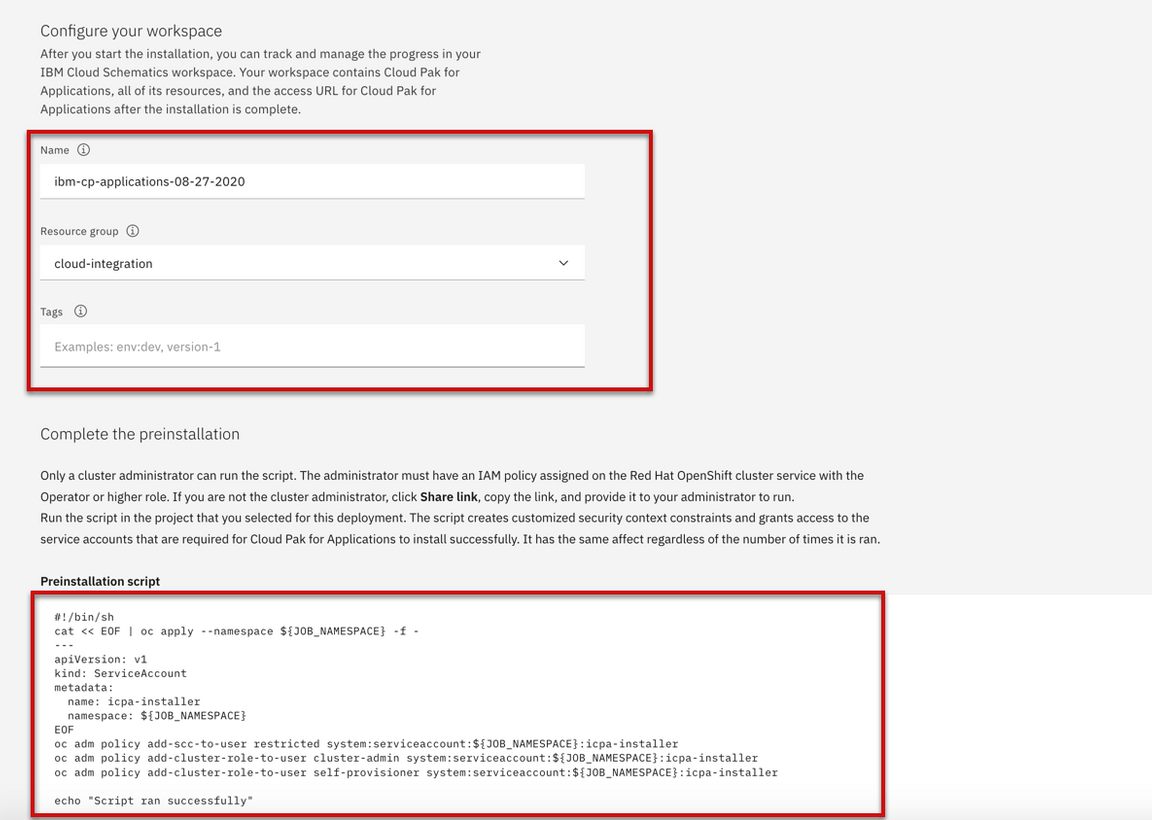 Configure your workspace
After you start the installation, you can track and manage the progress in your
IBM Cloud Schematics workspace. Your workspace contains Cloud Pak for
Applications, all of its resources, and the access URL for Cloud Pak for
Applications after the installation is complete.
Name
ibm-cp-applications-08-27-2020
Resource group
cloud-integration
Tags
Examples: env:dev, version-1
Complete the preinstallation
Only a cluster administrator can run the script. The administrator must have an IAM policy assigned on the Red Hat OpenShift cluster service with the
Operator or higher role. If you are not the cluster administrator, click Share link, copy the link, and provide it to your administrator to run.
Run the script in the project that you selected for this deployment. The script creates customized security context constraints and grants access to the
service accounts that are required for Cloud Pak for Applications to install successfully. It has the same affect regardless of the number of times it is ran.
Preinstallation script
#!/bin/sh
cat << EOF | oc apply --namespace ${JOB_NAMESPACE} -f -
---
apiVersion: v1
kind: ServiceAccount
metadata:
  name: icpa-installer
  namespace: ${JOB_NAMESPACE}
EOF
oc adm policy add-scc-to-user restricted system:serviceaccount:${JOB_NAMESPACE}:icpa-installer
oc adm policy add-cluster-role-to-user cluster-admin system:serviceaccount:${JOB_NAMESPACE}:icpa-installer
oc adm policy add-cluster-role-to-user self-provisioner system:serviceaccount:${JOB_NAMESPACE}:icpa-installer
echo "Script ran successfully"